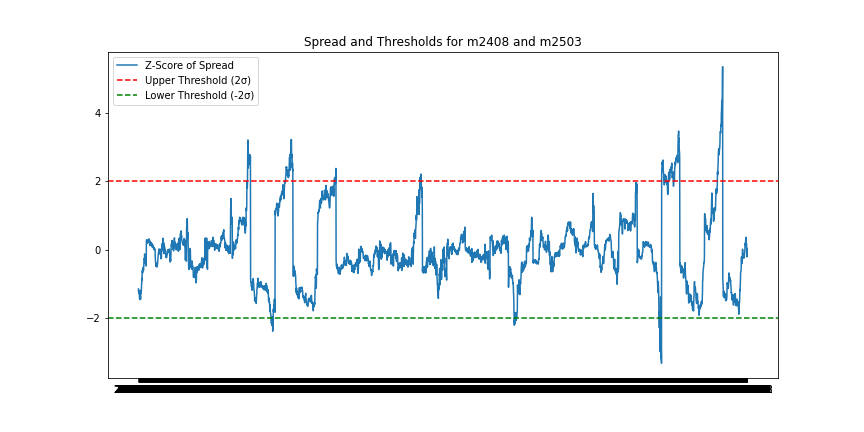 Spread and Thresholds for m2408 and m2503
Z-Score of Spread
Upper Threshold (2σ)
Lower Threshold (-2σ)
4
2
0
−2